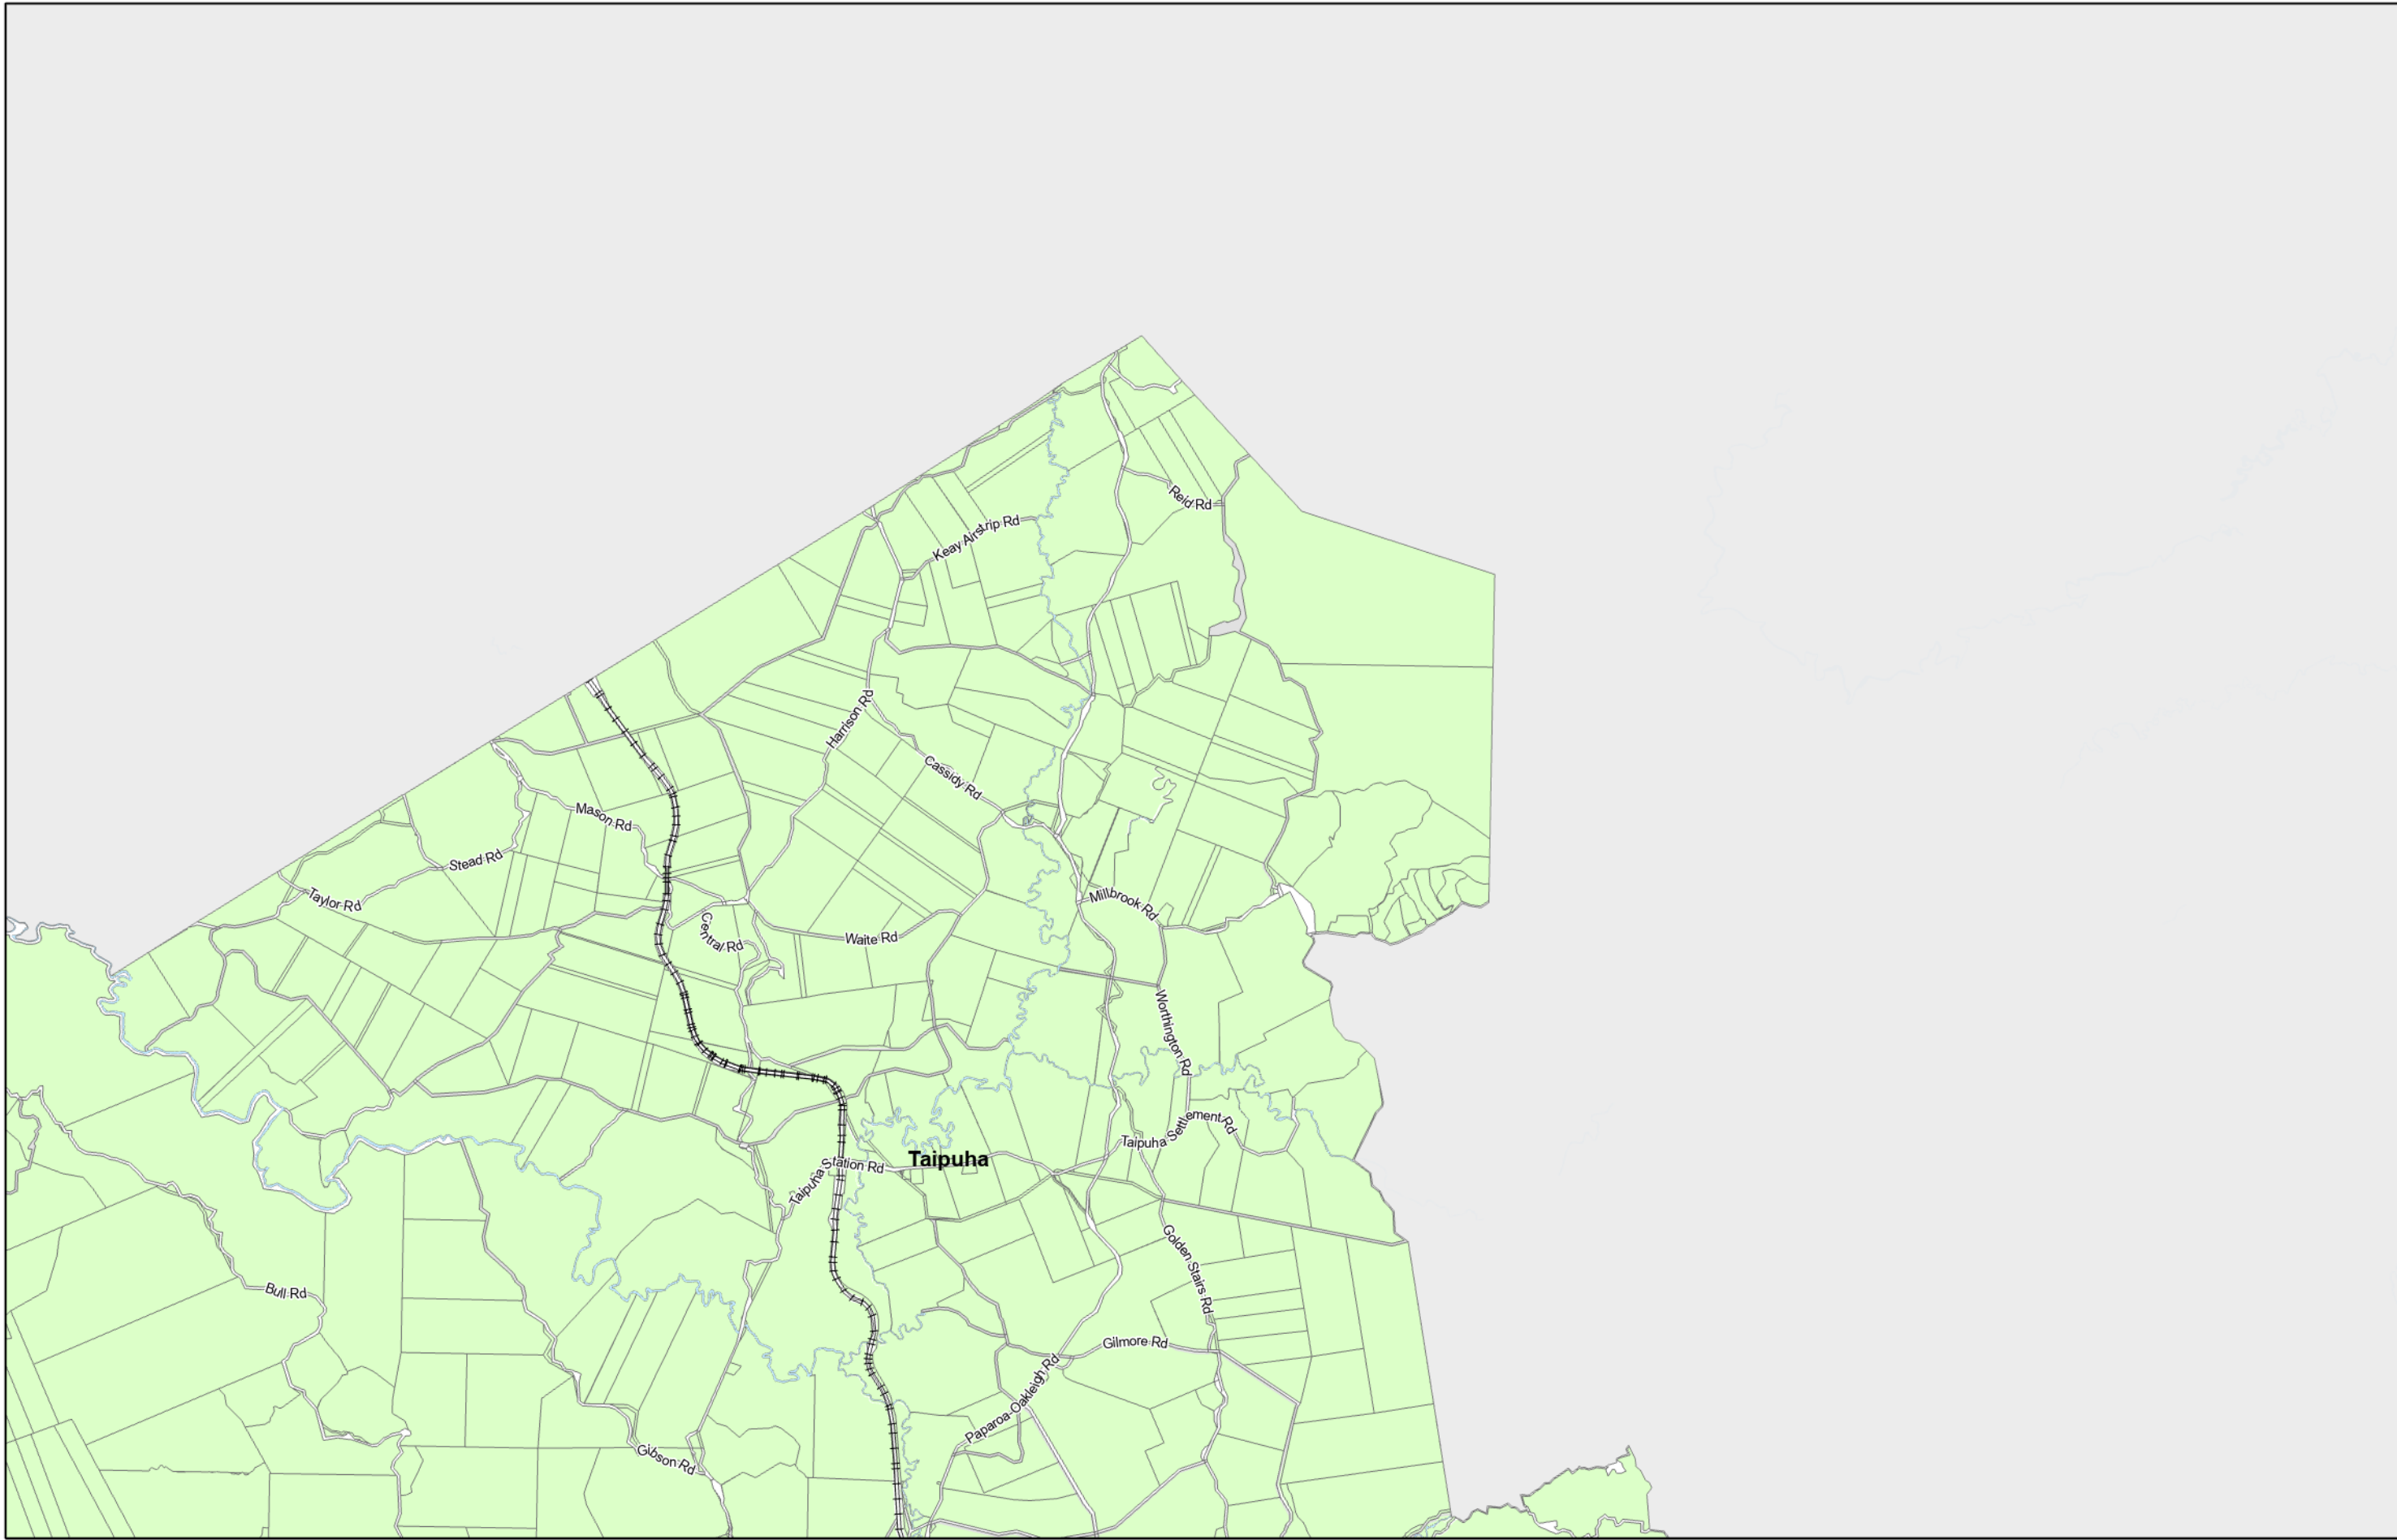 Reid Rd
Keay Airstrip Rd
Harrison Rd
Cassidy Rd
Mason Rd
Stead Rd
Taylor Rd
Millbrook Rd
Central Rd
Waite Rd
Worthington Rd
Taipuha Settlement Rd
Taipuha
Taipuha Station Rd
Golden Stairs Rd
Bull Rd
Gilmore Rd
Paparoa-Oakleigh Rd
Gibson Rd